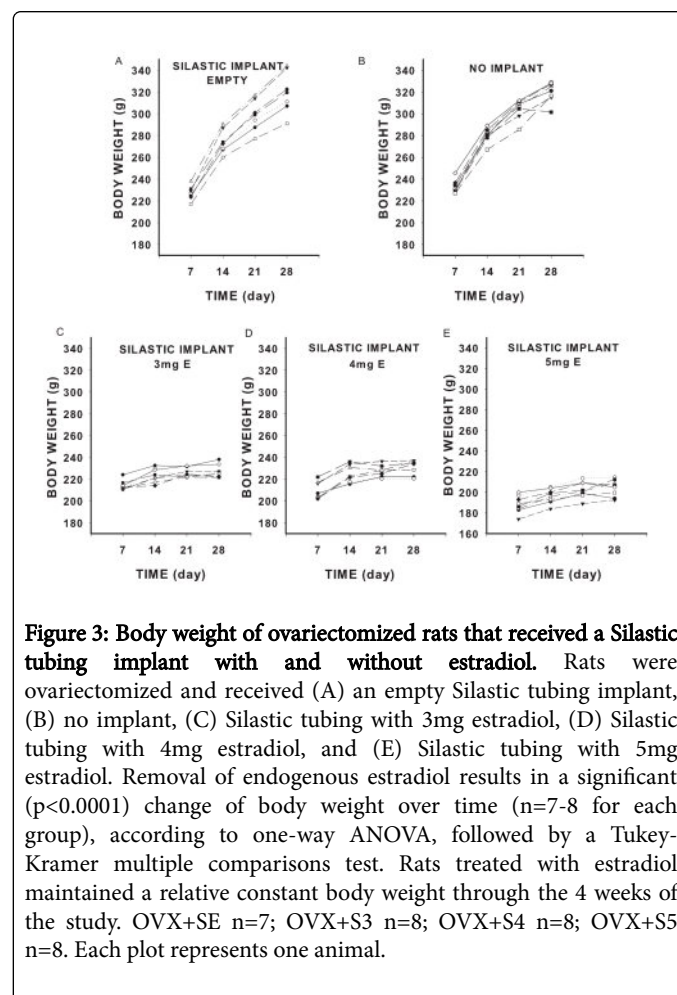 A
SILASTIC IMPLANT
EMPTY
BODY WEIGHT (g)
340
320
300
280
260
240
220
200
180
7 14 21 28
TIME (day)
B
NO IMPLANT
BODY WEIGHT (g)
340
320
300
280
260
240
220
200
180
7 14 21 28
TIME (day)
C
SILASTIC IMPLANT
3mg E
BODY WEIGHT (g)
340
320
300
280
260
240
220
200
180
7 14 21 28
TIME (day)
D
SILASTIC IMPLANT
4mg E
BODY WEIGHT (g)
340
320
300
280
260
240
220
200
180
7 14 21 28
TIME (day)
E
SILASTIC IMPLANT
5mg E
BODY WEIGHT (g)
340
320
300
280
260
240
220
200
180
160
7 14 21 28
TIME (day)
Figure 3: Body weight of ovariectomized rats that received a Silastic
tubing implant with and without estradiol. Rats were
ovariectomized and received (A) an empty Silastic tubing implant,
(B) no implant, (C) Silastic tubing with 3mg estradiol, (D) Silastic
tubing with 4mg estradiol, and (E) Silastic tubing with 5mg
estradiol. Removal of endogenous estradiol results in a significant
(p<0.0001) change of body weight over time (n=7-8 for each
group), according to one-way ANOVA, followed by a Tukey-
Kramer multiple comparisons test. Rats treated with estradiol
maintained a relative constant body weight through the 4 weeks of
the study. OVX+SE n=7; OVX+S3 n=8; OVX+S4 n=8; OVX+S5
n=8. Each plot represents one animal.